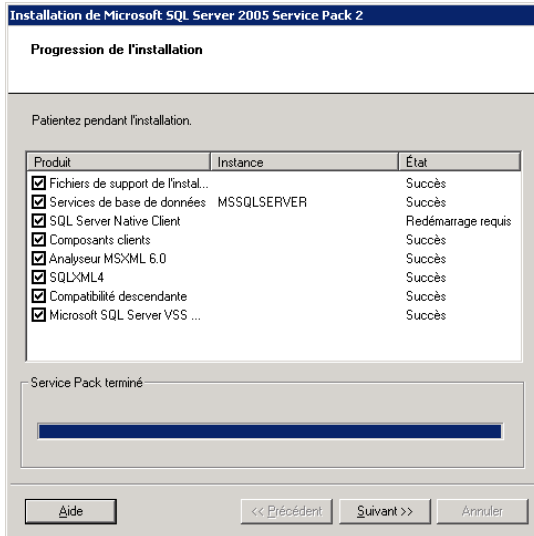 Installation de Microsoft SQL Server 2005 Service Pack 2
Progression de l'installation
Patientez pendant l'installation.
Produit Instance État
Fichiers de support de l'instal... Succès
Services de base de données MSSQLSERVER Succès
SQL Server Native Client Redémarrage requis
Composants clients Succès
Analyseur MSXML 6.0 Succès
SQLXML4 Succès
Compatibilité descendante Succès
Microsoft SQL Server VSS ... Succès
Service Pack terminé
Aide << Précédent Suivant >> Annuler